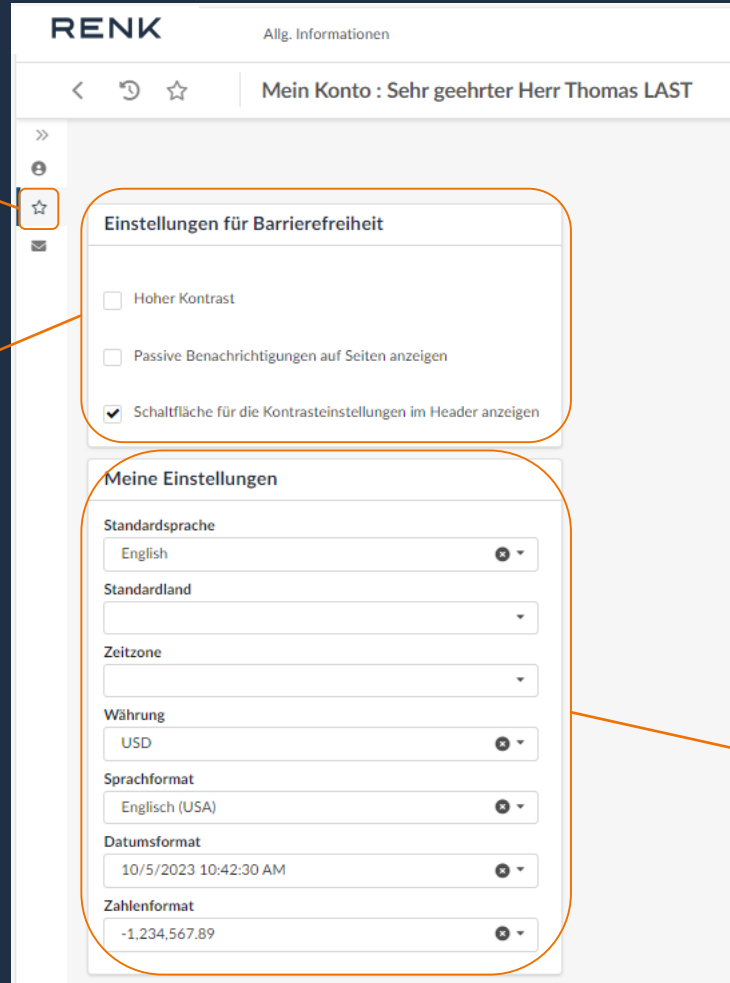 RENK
Allg. Informationen
Mein Konto : Sehr geehrter Herr Thomas LAST
Einstellungen für Barrierefreiheit
Hoher Kontrast
Passive Benachrichtigungen auf Seiten anzeigen
Schaltfläche für die Kontrasteinstellungen im Header anzeigen
Meine Einstellungen
Standardsprache
English
Standardland
Zeitzone
Währung
USD
Sprachformat
Englisch (USA)
Datumsformat
10/5/2023 10:42:30 AM
Zahlenformat
-1,234,567.89